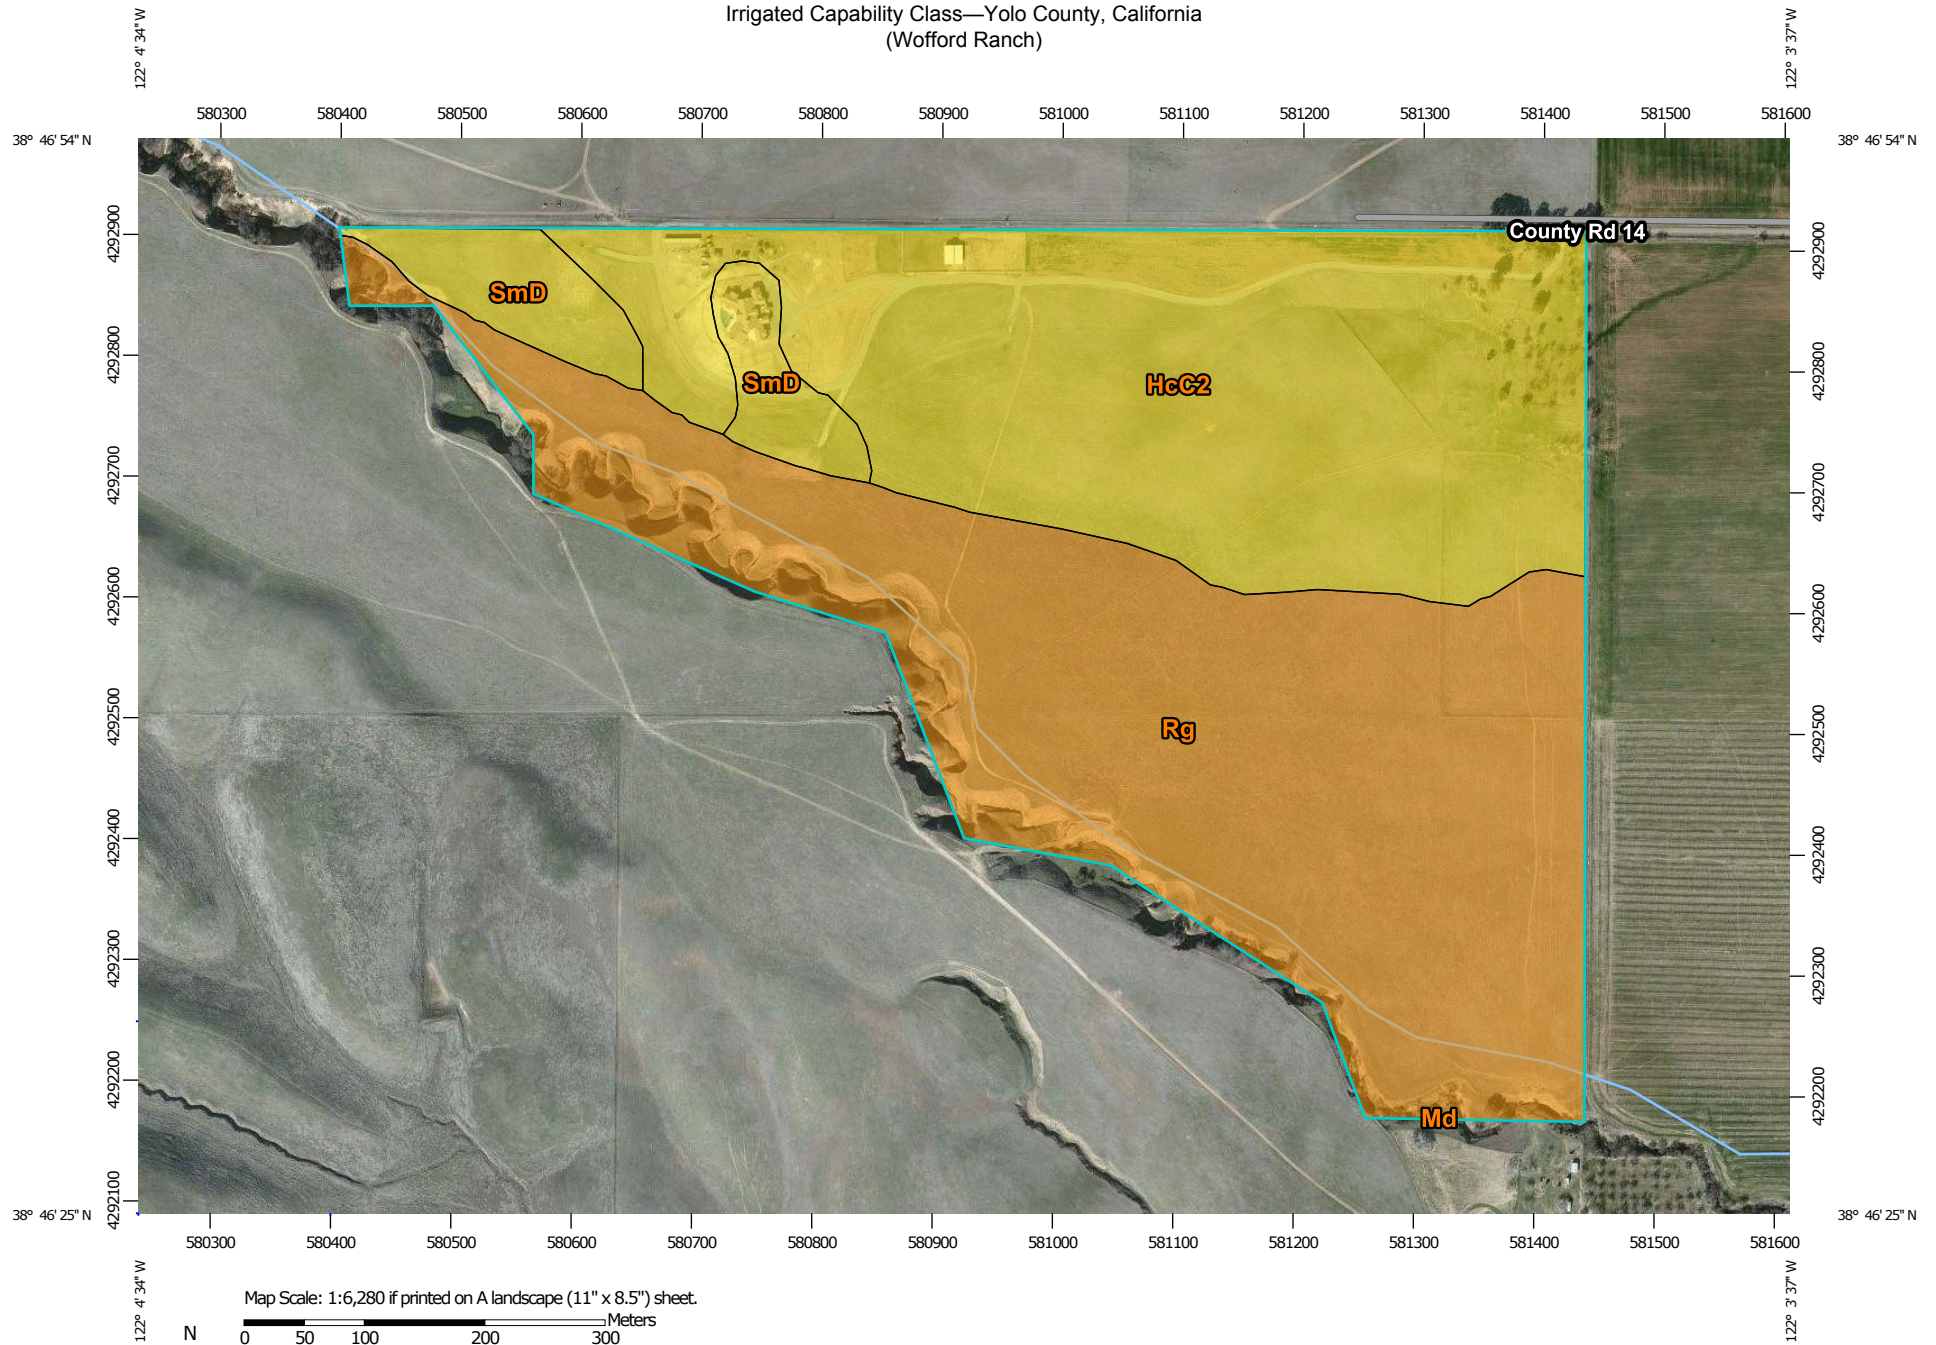 Irrigated Capability Class—Yolo County, California
(Wofford Ranch)
122° 4' 34" W
122° 3' 37" W
580300 580400 580500 580600 580700 580800 580900 581000 581100 581200 581300 581400 581500 581600
38° 46' 54" N
38° 46' 54" N
4292900
4292800
4292700
4292600
4292500
4292400
4292300
4292200
4292100
County Rd 14
SmD
SmD
HcC2
Rg
Md
4292900
4292800
4292700
4292600
4292500
4292400
4292300
4292200
38° 46' 25" N
38° 46' 25" N
580300 580400 580500 580600 580700 580800 580900 581000 581100 581200 581300 581400 581500 581600
122° 4' 34" W
122° 3' 37" W
Map Scale: 1:6,280 if printed on A landscape (11" x 8.5") sheet.
Meters
N 0 50 100 200 300